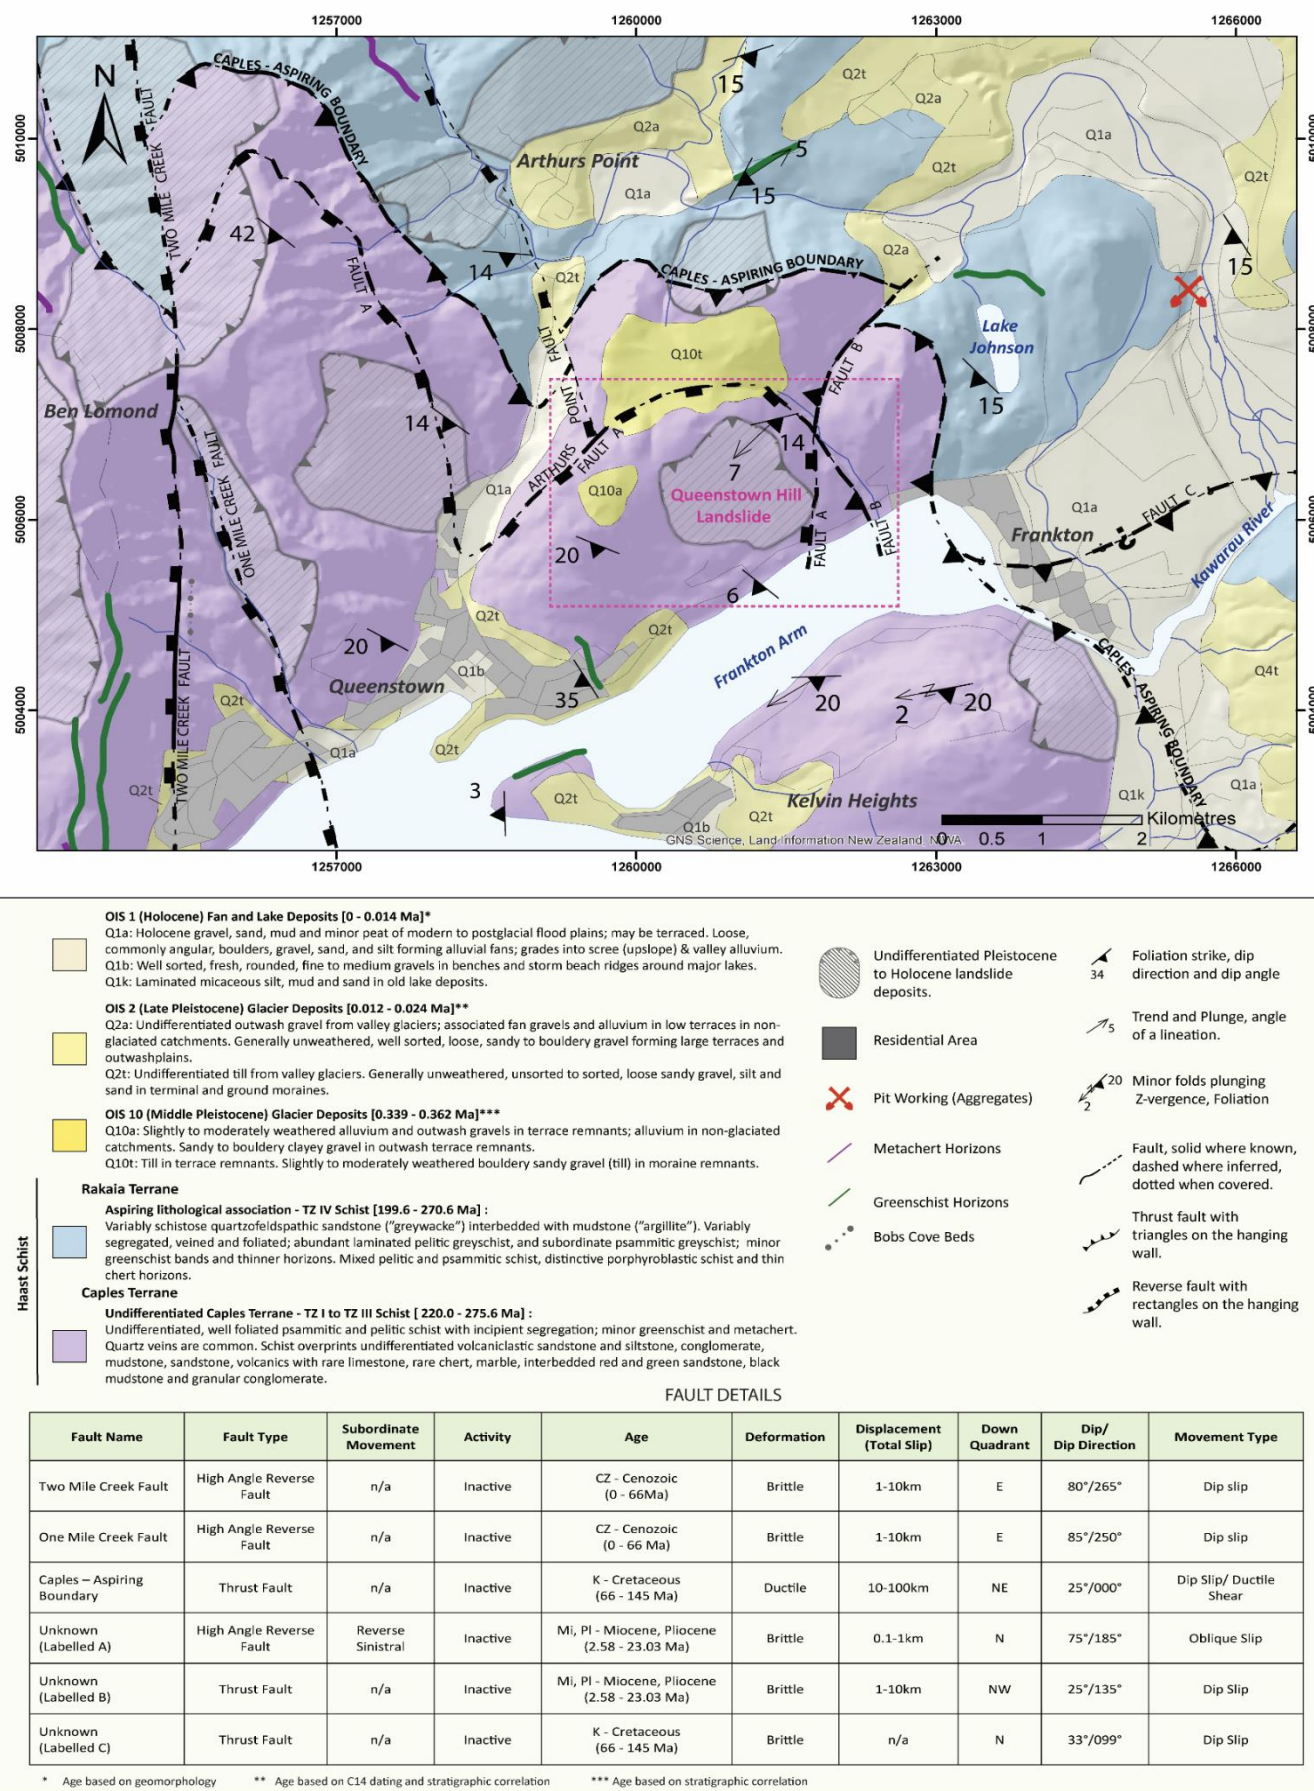 1257000
1260000
1263000
1266000
5010000
5008000
5006000
5004000
5010000
5008000
5006000
5004000
N
TWO MILE CREEK FAULT
CAPLES - ASPIRING BOUNDARY
15
Q2t
Q2a
Q2a
Q1a
Arthurs Point
5
Q2t
Q2t
Q1a
15
42
14
Q2a
15
FAULT A
Q2t
CAPLES - ASPIRING BOUNDARY
Lake
Johnson
Q10t
FAULT B
ARTHURS POINT FAULT
Ben Lomond
14
15
14
FAULT A
7
ONE MILE CREEK FAULT
Q1a
Q10a
Queenstown Hill
Landslide
Q1a
FAULT C
Frankton
20
FAULT A
FAULT B
Kawarau River
6
Q2t
Q2t
20
Frankton Arm
Q1b
Queenstown
35
TWO MILE CREEK FAULT
Q2t
20
2
20
CAPLES - ASPIRING BOUNDARY
Q4t
Q1a
Q2t
Q2t
3
Q2t
Q1b
Q2t
Kelvin Heights
Q1k
Q1a
Kilometres
0 0.5 1 2
GNS Science, Land Information New Zealand, NIWA
1257000
1260000
1263000
1266000
OIS 1 (Holocene) Fan and Lake Deposits [0 - 0.014 Ma]*
Q1a: Holocene gravel, sand, mud and minor peat of modern to postglacial flood plains; may be terraced. Loose,
commonly angular, boulders, gravel, sand, and silt forming alluvial fans; grades into scree (upslope) & valley alluvium.
Q1b: Well sorted, fresh, rounded, fine to medium gravels in benches and storm beach ridges around major lakes.
Q1k: Laminated micaceous silt, mud and sand in old lake deposits.
OIS 2 (Late Pleistocene) Glacier Deposits [0.012 - 0.024 Ma]**
Q2a: Undifferentiated outwash gravel from valley glaciers; associated fan gravels and alluvium in low terraces in non-
glaciated catchments. Generally unweathered, well sorted, loose, sandy to bouldery gravel forming large terraces and
outwashplains.
Q2t: Undifferentiated till from valley glaciers. Generally unweathered, unsorted to sorted, loose sandy gravel, silt and
sand in terminal and ground moraines.
OIS 10 (Middle Pleistocene) Glacier Deposits [0.339 - 0.362 Ma]***
Q10a: Slightly to moderately weathered alluvium and outwash gravels in terrace remnants; alluvium in non-glaciated
catchments. Sandy to bouldery clayey gravel in outwash terrace remnants.
Q10t: Till in terrace remnants. Slightly to moderately weathered bouldery sandy gravel (till) in moraine remnants.
Haast Schist
Rakaia Terrane
Aspiring lithological association - TZ IV Schist [199.6 - 270.6 Ma] :
Variably schistose quartzofeldspathic sandstone ("greywacke") interbedded with mudstone ("argillite"). Variably
segregated, veined and foliated; abundant laminated pelitic greyschist, and subordinate psammitic greyschist; minor
greenschist bands and thinner horizons. Mixed pelitic and psammitic schist, distinctive porphyroblastic schist and thin
chert horizons.
Caples Terrane
Undifferentiated Caples Terrane - TZ I to TZ III Schist [ 220.0 - 275.6 Ma] :
Undifferentiated, well foliated psammitic and pelitic schist with incipient segregation; minor greenschist and metachert.
Quartz veins are common. Schist overprints undifferentiated volcaniclastic sandstone and siltstone, conglomerate,
mudstone, sandstone, volcanics with rare limestone, rare chert, marble, interbedded red and green sandstone, black
mudstone and granular conglomerate.
Undifferentiated Pleistocene
to Holocene landslide
deposits.
Residential Area
Pit Working (Aggregates)
Metachert Horizons
Greenschist Horizons
Bobs Cove Beds
34
Foliation strike, dip
direction and dip angle
5
Trend and Plunge, angle
of a lineation.
20
2
Minor folds plunging
Z-vergence, Foliation
Fault, solid where known,
dashed where inferred,
dotted when covered.
Thrust fault with
triangles on the hanging
wall.
Reverse fault with
rectangles on the hanging
wall.
FAULT DETAILS
Fault Name Fault Type Subordinate Movement Activity Age Deformation Displacement (Total Slip) Down Quadrant Dip/ Dip Direction Movement Type
Two Mile Creek Fault High Angle Reverse Fault n/a Inactive CZ - Cenozoic (0 - 66Ma) Brittle 1-10km E 80°/265° Dip slip
One Mile Creek Fault High Angle Reverse Fault n/a Inactive CZ - Cenozoic (0 - 66 Ma) Brittle 1-10km E 85°/250° Dip slip
Caples – Aspiring Boundary Thrust Fault n/a Inactive K - Cretaceous (66 - 145 Ma) Ductile 10-100km NE 25°/000° Dip Slip/ Ductile Shear
Unknown (Labelled A) High Angle Reverse Fault Reverse Sinistral Inactive Mi, Pl - Miocene, Pliocene (2.58 - 23.03 Ma) Brittle 0.1-1km N 75°/185° Oblique Slip
Unknown (Labelled B) Thrust Fault n/a Inactive Mi, Pl - Miocene, Pliocene (2.58 - 23.03 Ma) Brittle 1-10km NW 25°/135° Dip Slip
Unknown (Labelled C) Thrust Fault n/a Inactive K - Cretaceous (66 - 145 Ma) Brittle n/a N 33°/099° Dip Slip
* Age based on geomorphology ** Age based on C14 dating and stratigraphic correlation *** Age based on stratigraphic correlation